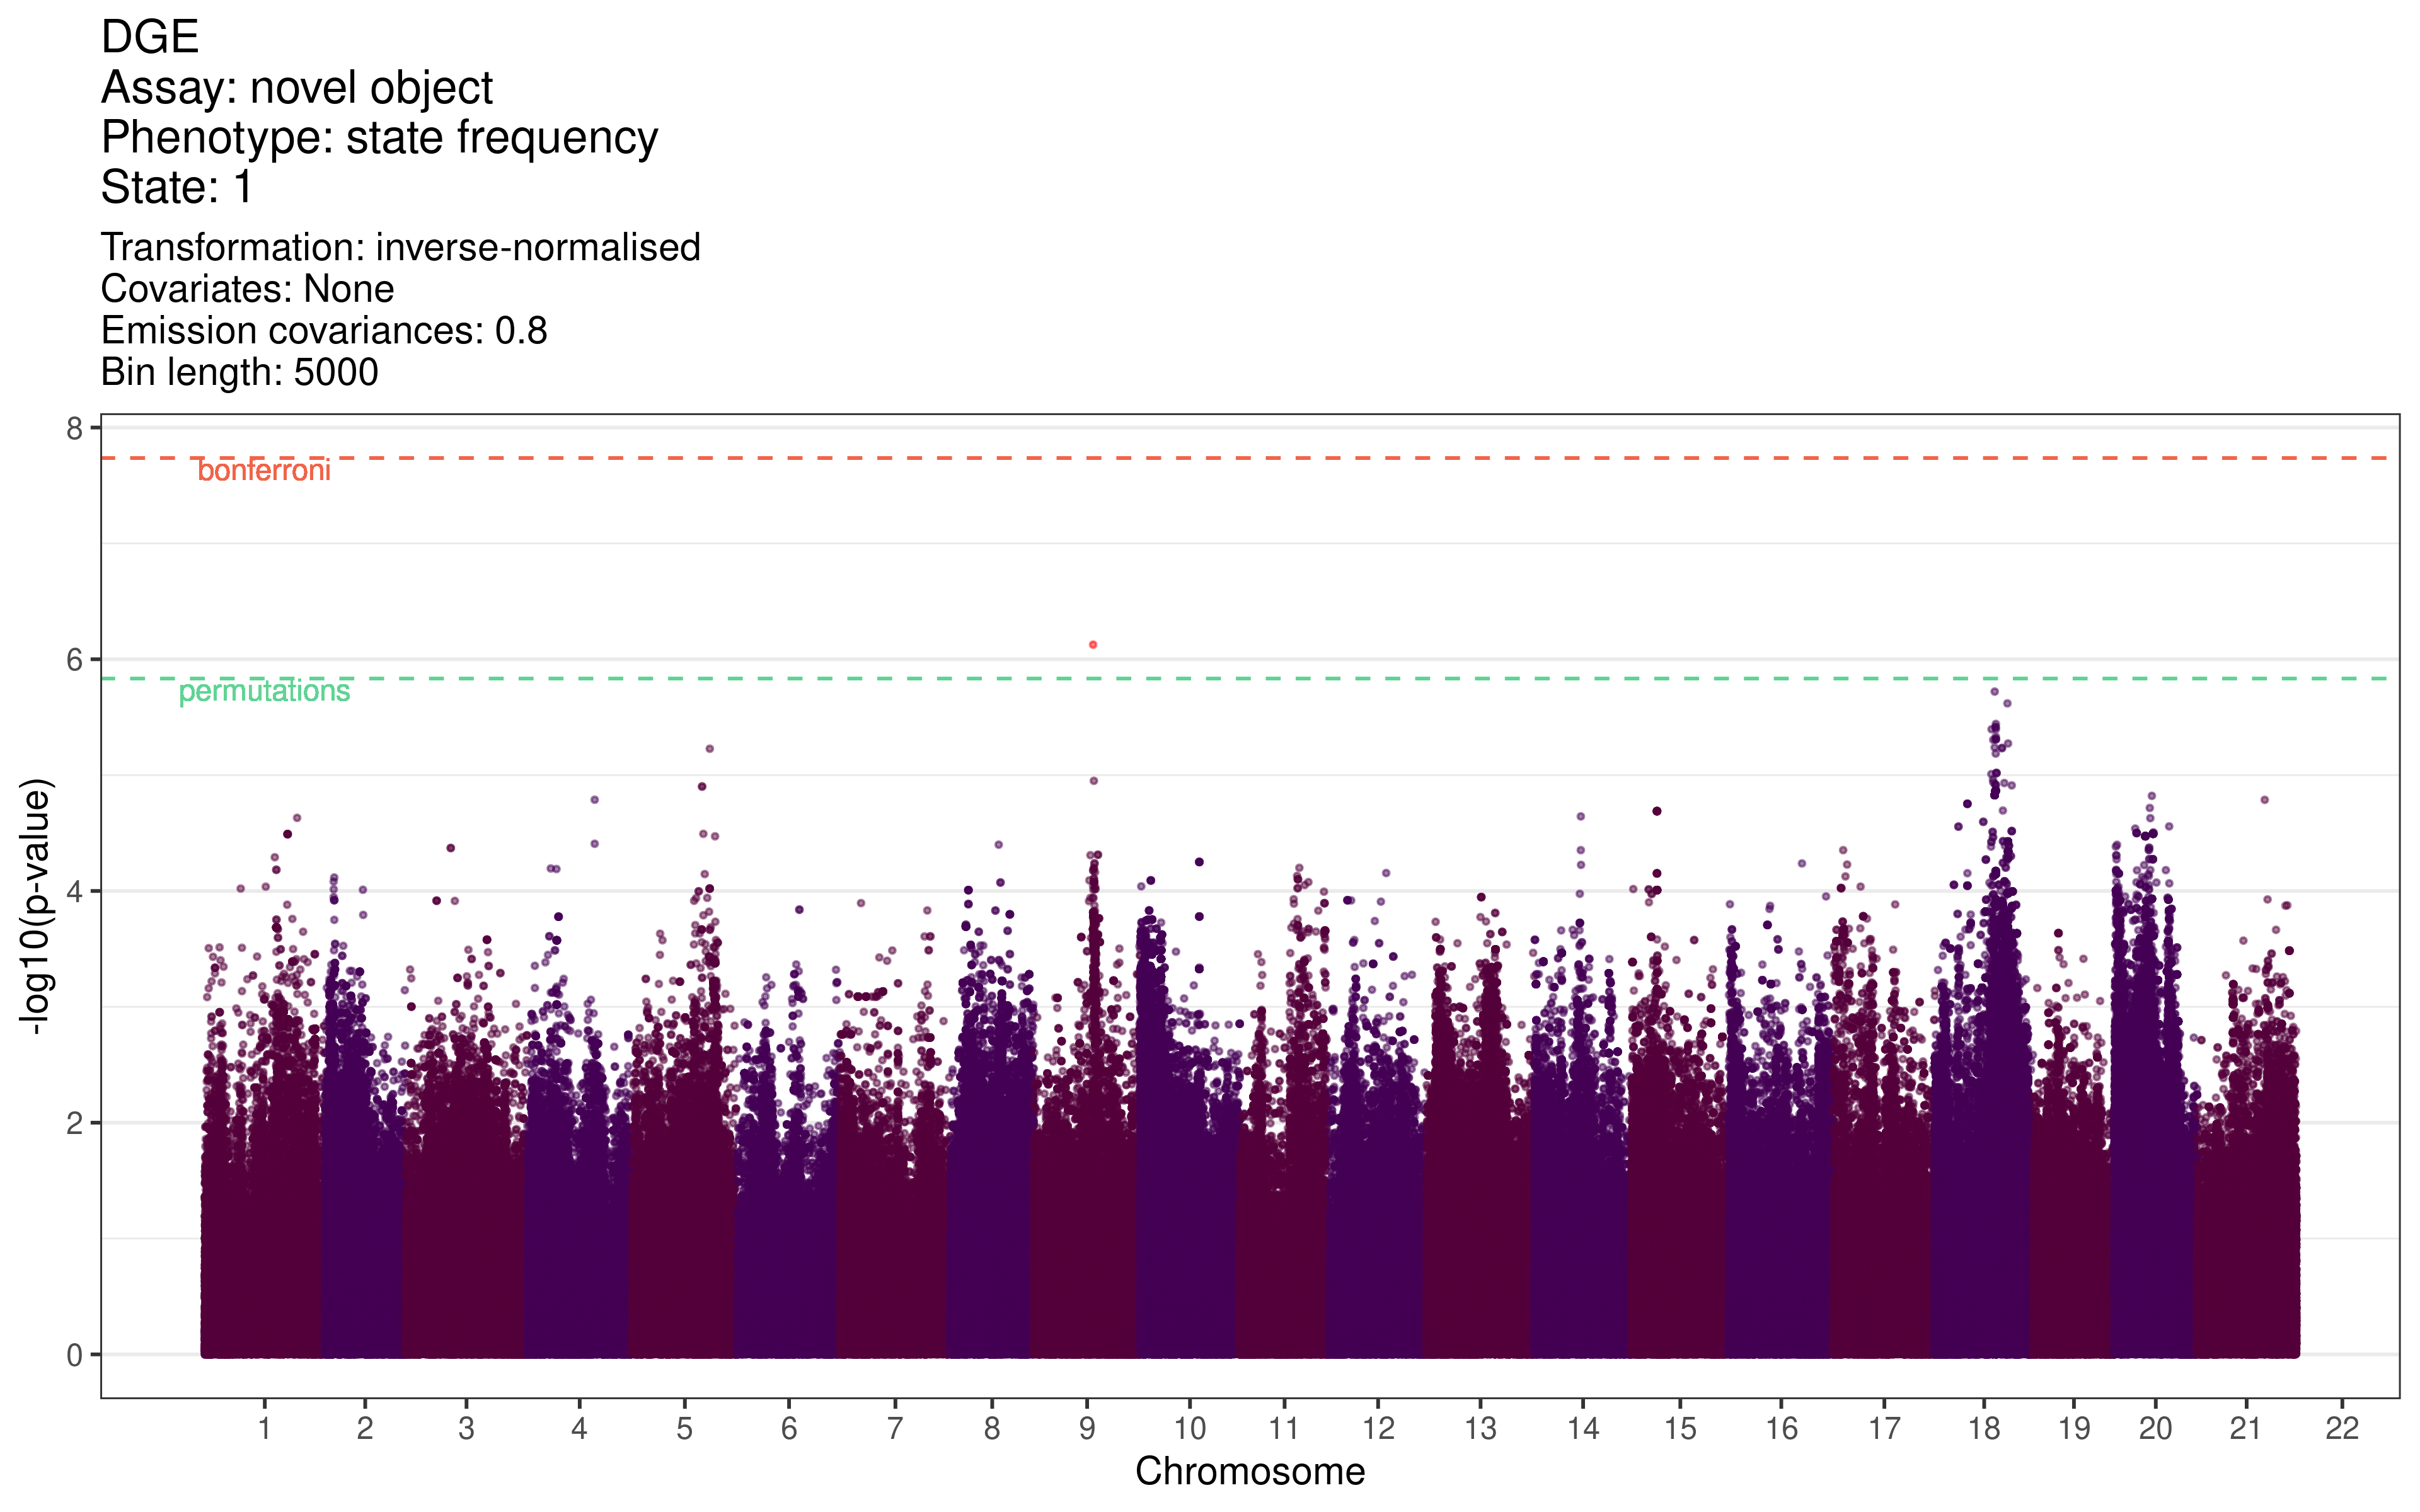 DGE
Assay: novel object
Phenotype: state frequency
State: 1
Transformation: inverse-normalised
Covariates: None
Emission covariances: 0.8
Bin length: 5000
8
bonferroni
6
permutations
4
2
0
-log10(p-value)
1 2 3 4 5 6 7 8 9 10 11 12 13 14 15 16 17 18 19 20 21 22
Chromosome